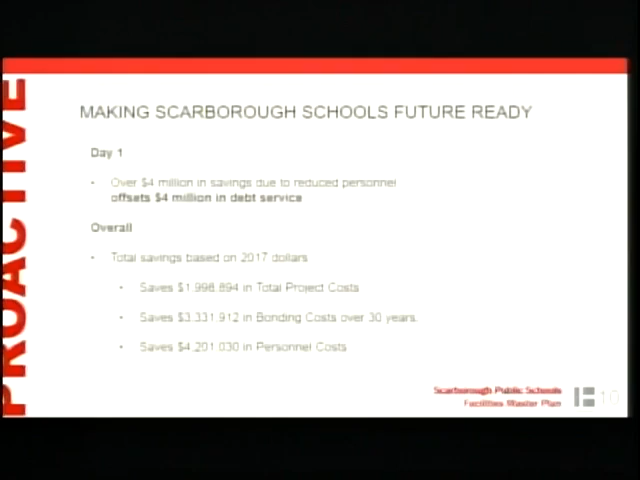 PROACTIVE
MAKING SCARBOROUGH SCHOOLS FUTURE READY
Day 1
• Over $4 million in savings due to reduced personnel
offsets $4 million in debt service
Overall
• Total savings based on 2017 dollars
• Saves $1,998,894 in Total Project Costs
• Saves $3,331,912 in Bonding Costs over 30 years.
• Saves $4,201,030 in Personnel Costs
Scarborough Public Schools
Facilities Master Plan
10